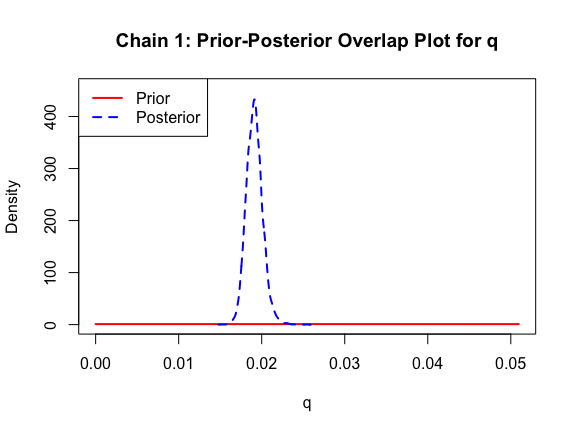 Chain 1: Prior-Posterior Overlap Plot for q
Prior
Posterior
Density
400
300
200
100
0
0.00 0.01 0.02 0.03 0.04 0.05
q